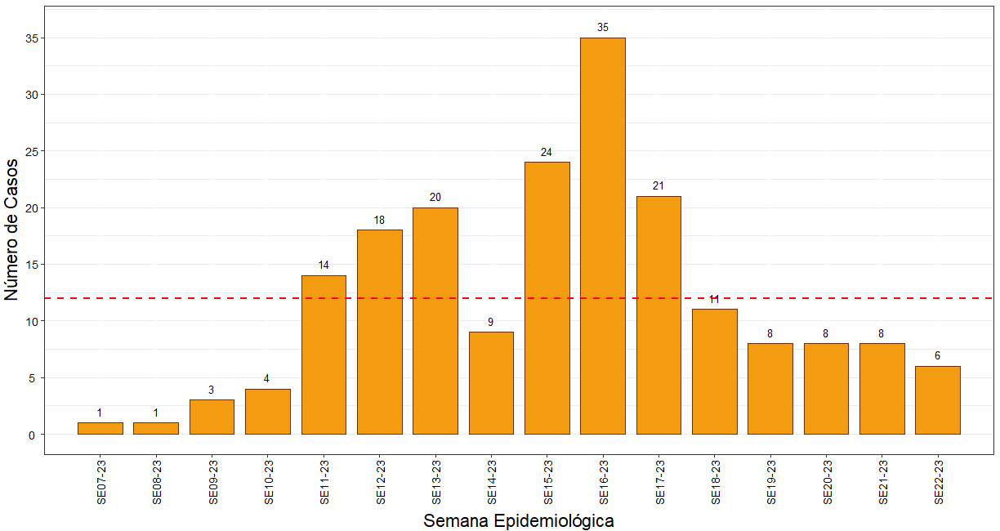 Número de Casos
35
30
25
20
15
10
5
0
1
1
3
4
14
18
20
9
24
35
21
11
8
8
8
6
SE07-23
SE08-23
SE09-23
SE10-23
SE11-23
SE12-23
SE13-23
SE14-23
SE15-23
SE16-23
SE17-23
SE18-23
SE19-23
SE20-23
SE21-23
SE22-23
Semana Epidemiológica